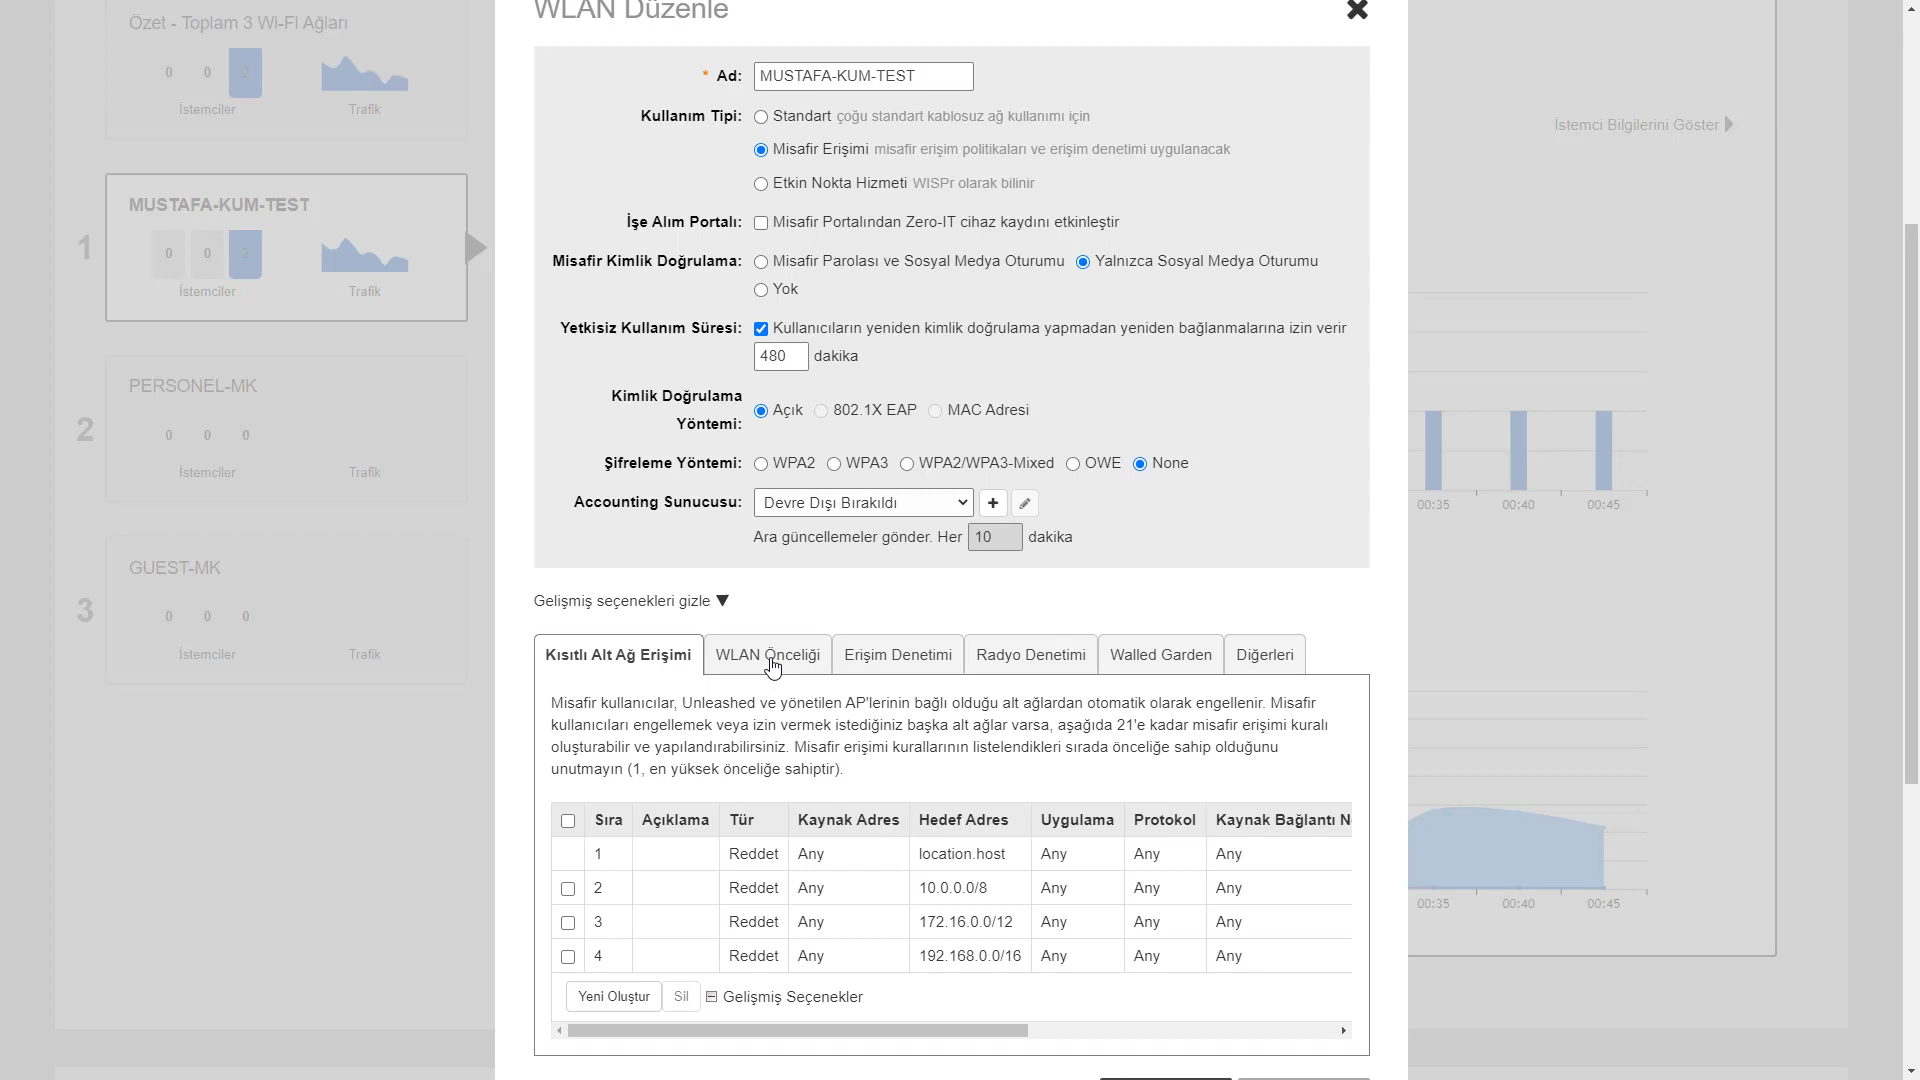 WLAN Düzenle
Özet - Toplam 3 Wi-Fi Ağları
0 0 2
İstemciler Trafik
1
MUSTAFA-KUM-TEST
0 0 2
İstemciler Trafik
2
PERSONEL-MK
0 0 0
İstemciler Trafik
3
GUEST-MK
0 0 0
İstemciler Trafik
* Ad: MUSTAFA-KUM-TEST
Kullanım Tipi: Standart çoğu standart kablosuz ağ kullanımı için
Misafir Erişimi misafir erişim politikaları ve erişim denetimi uygulanacak
Etkin Nokta Hizmeti WISPr olarak bilinir
İşe Alım Portalı: Misafir Portalından Zero-IT cihaz kaydını etkinleştir
Misafir Kimlik Doğrulama: Misafir Parolası ve Sosyal Medya Oturumu Yalnızca Sosyal Medya Oturumu
Yok
Yetkisiz Kullanım Süresi: Kullanıcıların yeniden kimlik doğrulama yapmadan yeniden bağlanmalarına izin verir
480 dakika
Kimlik Doğrulama
Yöntemi: Açık 802.1X EAP MAC Adresi
Şifreleme Yöntemi: WPA2 WPA3 WPA2/WPA3-Mixed OWE None
Accounting Sunucusu: Devre Dışı Bırakıldı
Ara güncellemeler gönder. Her 10 dakika
Gelişmiş seçenekleri gizle
Kısıtlı Alt Ağ Erişimi WLAN Önceliği Erişim Denetimi Radyo Denetimi Walled Garden Diğerleri
Misafir kullanıcılar, Unleashed ve yönetilen AP'lerinin bağlı olduğu alt ağlardan otomatik olarak engellenir. Misafir
kullanıcıları engellemek veya izin vermek istediğiniz başka alt ağlar varsa, aşağıda 21'e kadar misafir erişimi kuralı
oluşturabilir ve yapılandırabilirsiniz. Misafir erişimi kurallarının listelendikleri sırada önceliğe sahip olduğunu
unutmayın (1, en yüksek önceliğe sahiptir).
Sıra Açıklama Tür Kaynak Adres Hedef Adres Uygulama Protokol Kaynak Bağlantı N
1 Reddet Any location.host Any Any Any
2 Reddet Any 10.0.0.0/8 Any Any Any
3 Reddet Any 172.16.0.0/12 Any Any Any
4 Reddet Any 192.168.0.0/16 Any Any Any
Yeni Oluştur Sil Gelişmiş Seçenekler
İstemci Bilgilerini Göster
00:35 00:40 00:45
00:35 00:40 00:45